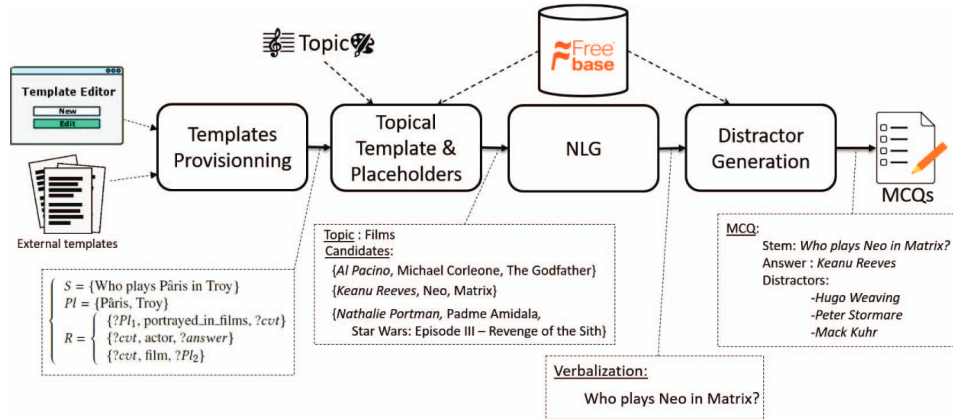 Topic
Free
base
Template Editor
New
Edit
External templates
Templates
Provisionning
Topical
Template &
Placeholders
NLG
Distractor
Generation
MCQs
S = {Who plays Pâris in Troy}
Pl = {Pâris, Troy}
R =
{?Pl₁, portrayed_in_films, ?cvt}
{?cvt, actor, ?answer}
{?cvt, film, ?Pl₂}
Topic : Films
Candidates:
{Al Pacino, Michael Corleone, The Godfather}
{Keanu Reeves, Neo, Matrix}
{Nathalie Portman, Padme Amidala,
Star Wars: Episode III – Revenge of the Sith}
Verbalization:
Who plays Neo in Matrix?
MCQ:
Stem: Who plays Neo in Matrix?
Answer : Keanu Reeves
Distractors:
-Hugo Weaving
-Peter Stormare
-Mack Kuhr